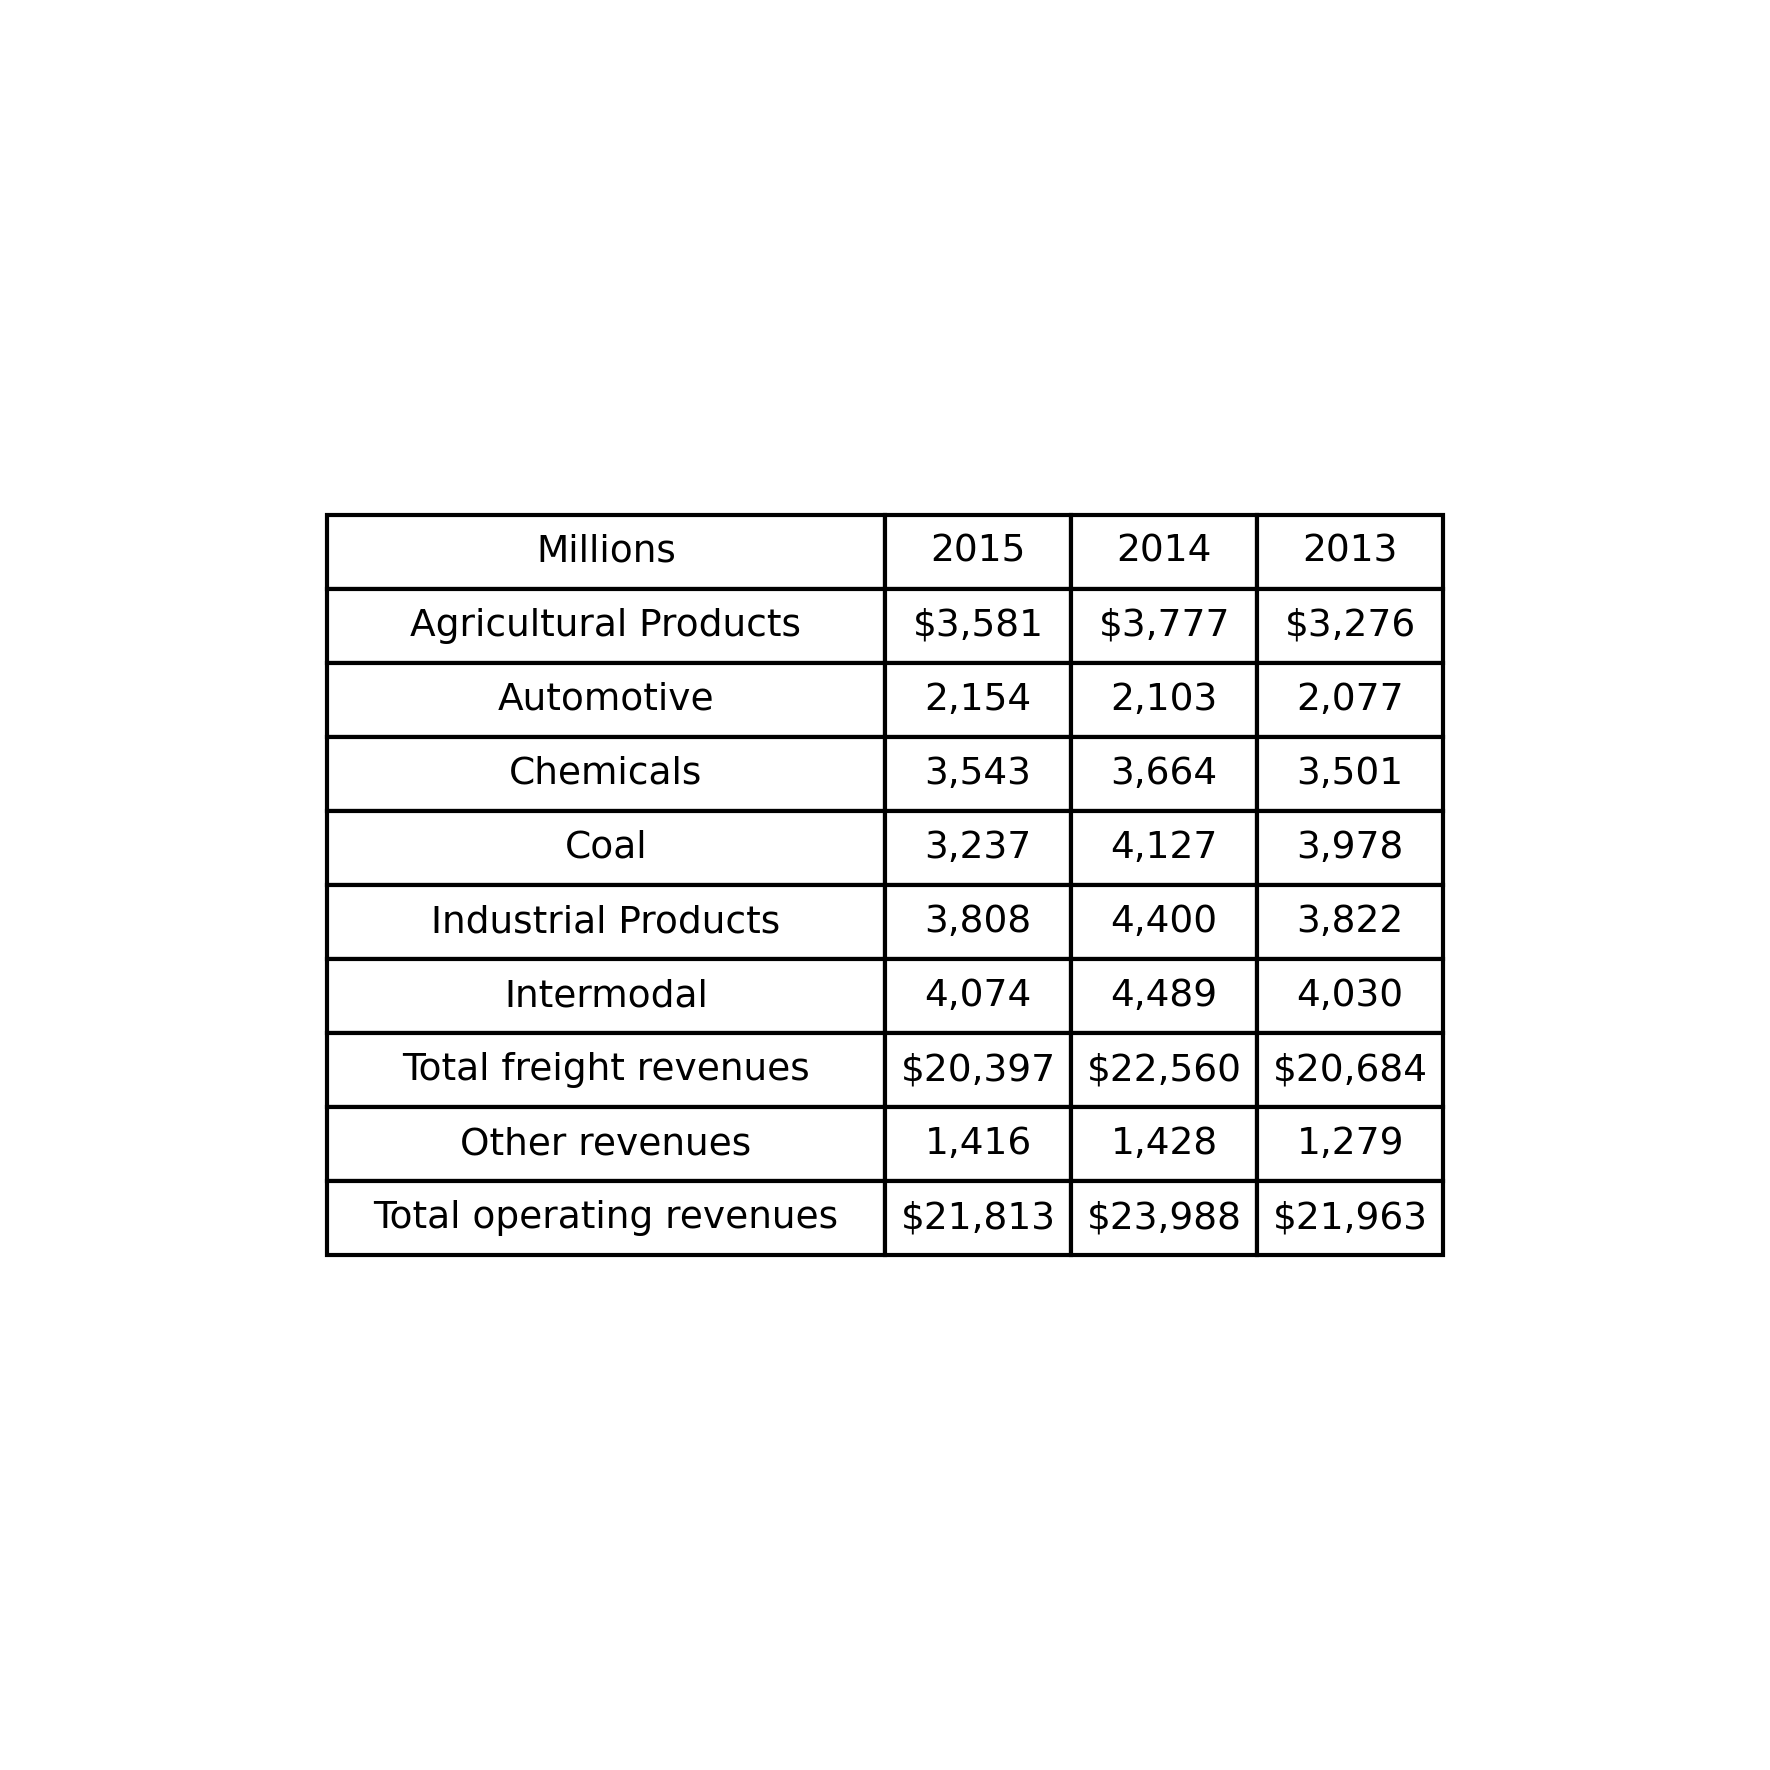 Millions 2015 2014 2013
Agricultural Products $3,581 $3,777 $3,276
Automotive 2,154 2,103 2,077
Chemicals 3,543 3,664 3,501
Coal 3,237 4,127 3,978
Industrial Products 3,808 4,400 3,822
Intermodal 4,074 4,489 4,030
Total freight revenues $20,397 $22,560 $20,684
Other revenues 1,416 1,428 1,279
Total operating revenues $21,813 $23,988 $21,963